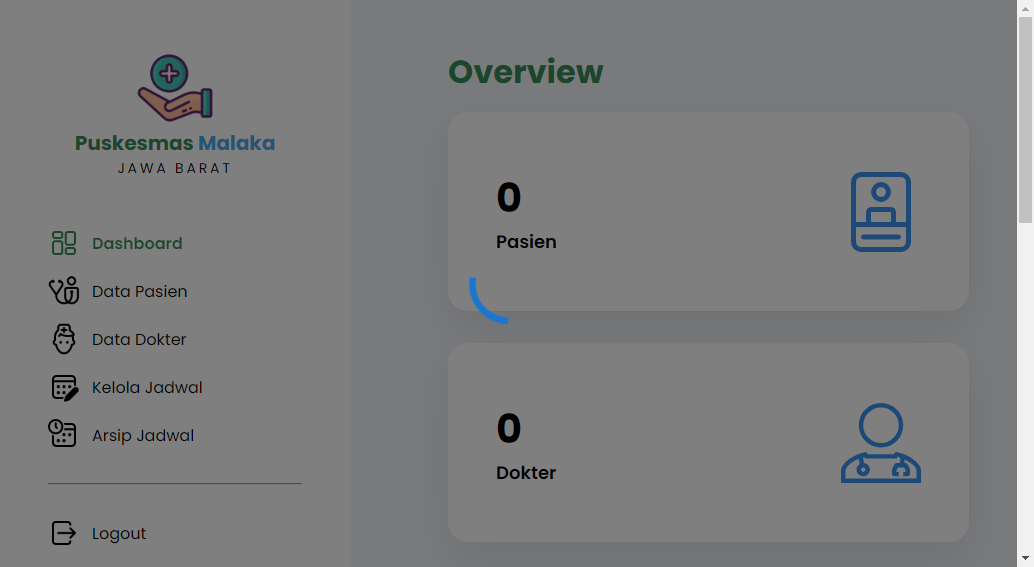 Puskesmas Malaka
JAWA BARAT
Dashboard
Data Pasien
Data Dokter
Kelola Jadwal
Arsip Jadwal
Logout
Overview
0
Pasien
0
Dokter